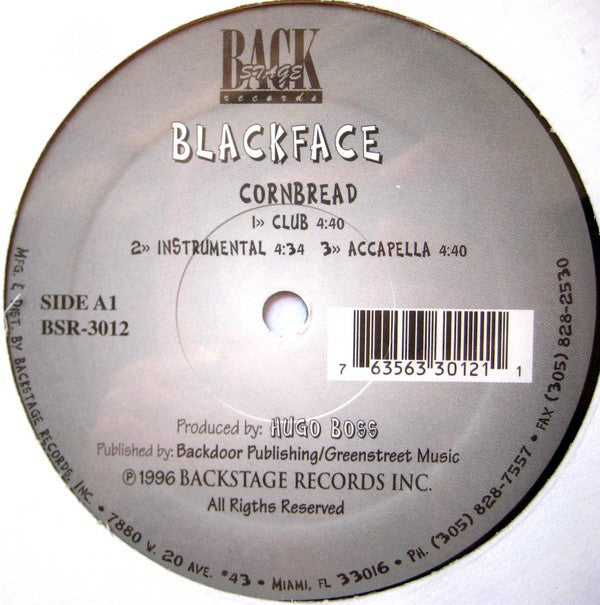 BACK
STAGE
records
BLACKFACE
CORNBREAD
1» CLUB 4:40
2» INSTRUMENTAL 4:34 3» ACCAPELLA 4:40
SIDE A1
BSR-3012
7 63563 30121 1
Produced by: HUGO BOSS
Published by: Backdoor Publishing/Greenstreet Music
℗ 1996 BACKSTAGE RECORDS INC.
All Rigths Reserved
MFG. & DIST. BY BACKSTAGE RECORDS, INC. • 7880 W. 20 AVE. #43 • MIAMI, FL 33016 • PH. (305) 828-7557 • FAX (305) 828-2530